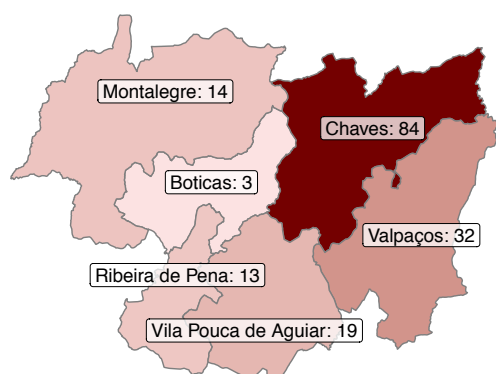 Montalegre: 14
Chaves: 84
Boticas: 3
Valpaços: 32
Ribeira de Pena: 13
Vila Pouca de Aguiar: 19